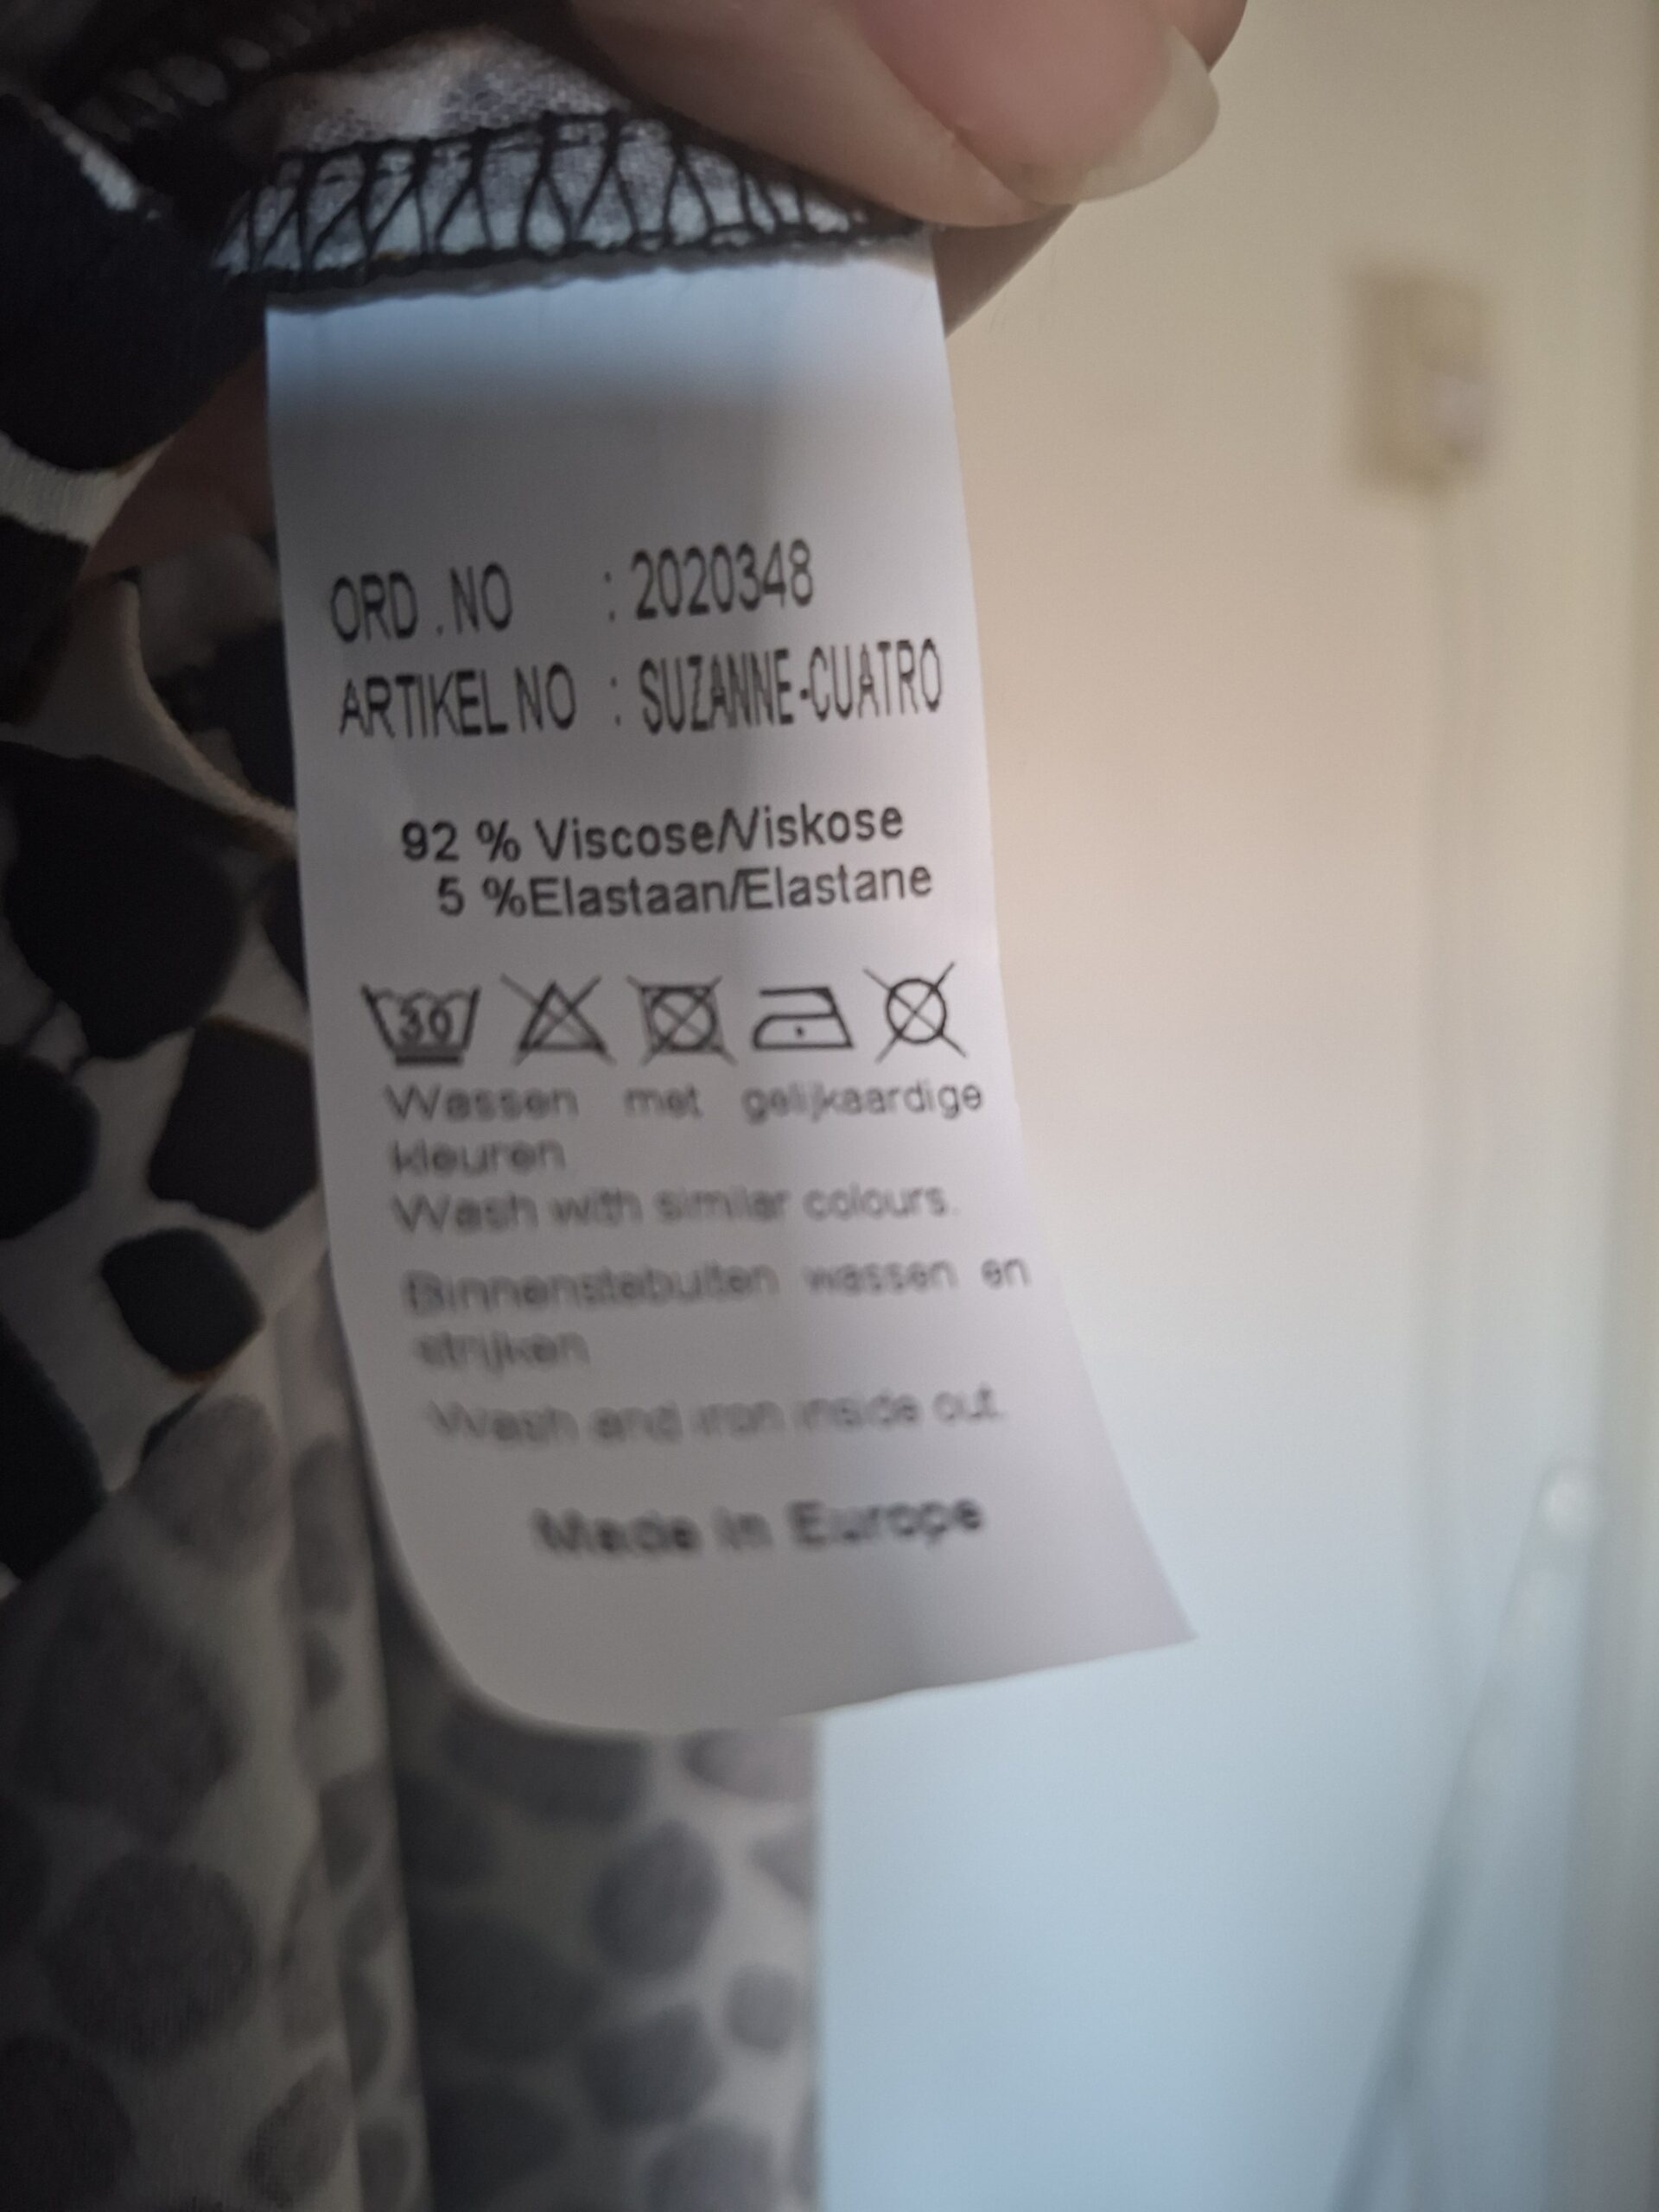 ORD . NO : 2020348
ARTIKEL NO : SUZANNE-CUATRO
92 % Viscose/Viskose
5 %Elastaan/Elastane
30
Wassen met gelijkaardige
kleuren
Wash with similar colours.
Binnenstebuiten wassen en
strijken
Wash and iron inside out.
Made in Europe